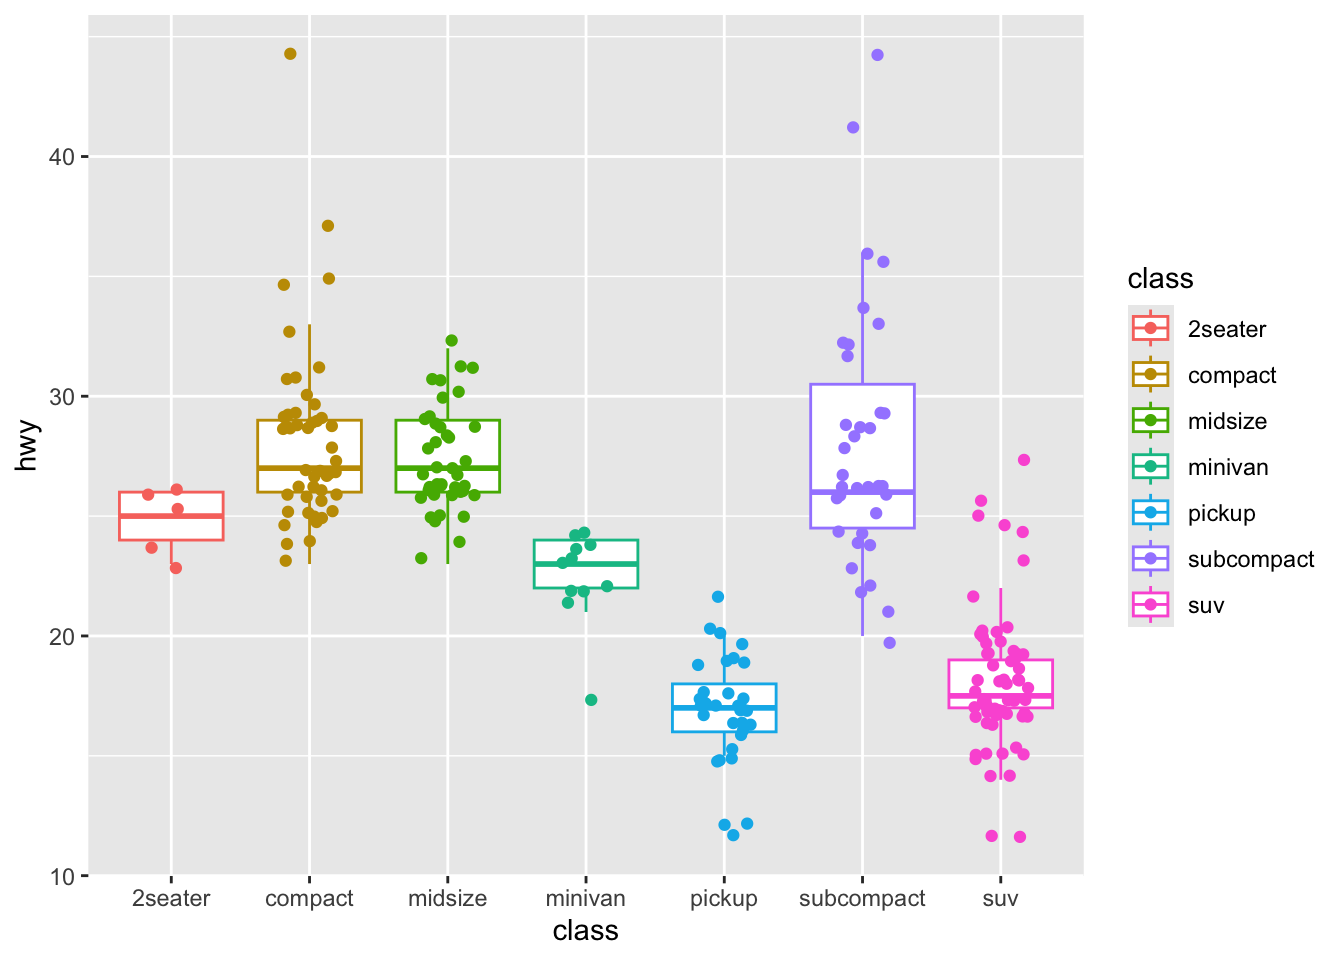 hwy
40
30
20
10
2seater compact midsize minivan pickup subcompact suv
class
class
2seater
compact
midsize
minivan
pickup
subcompact
suv